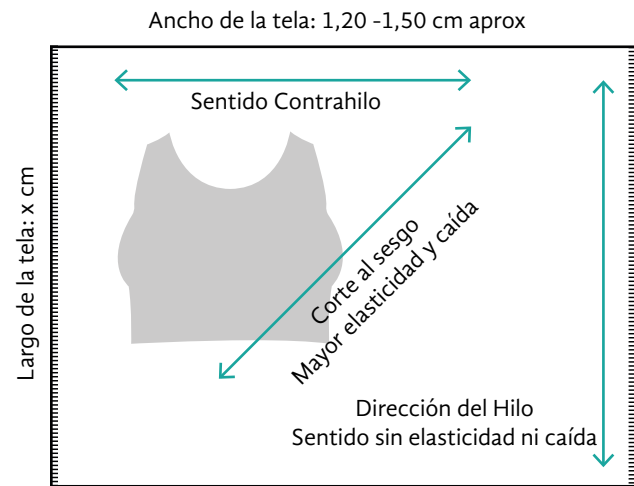 Ancho de la tela: 1,20 -1,50 cm aprox
Sentido Contrahilo
Largo de la tela: x cm
Corte al sesgo
Mayor elasticidad y caída
Dirección del Hilo
Sentido sin elasticidad ni caída